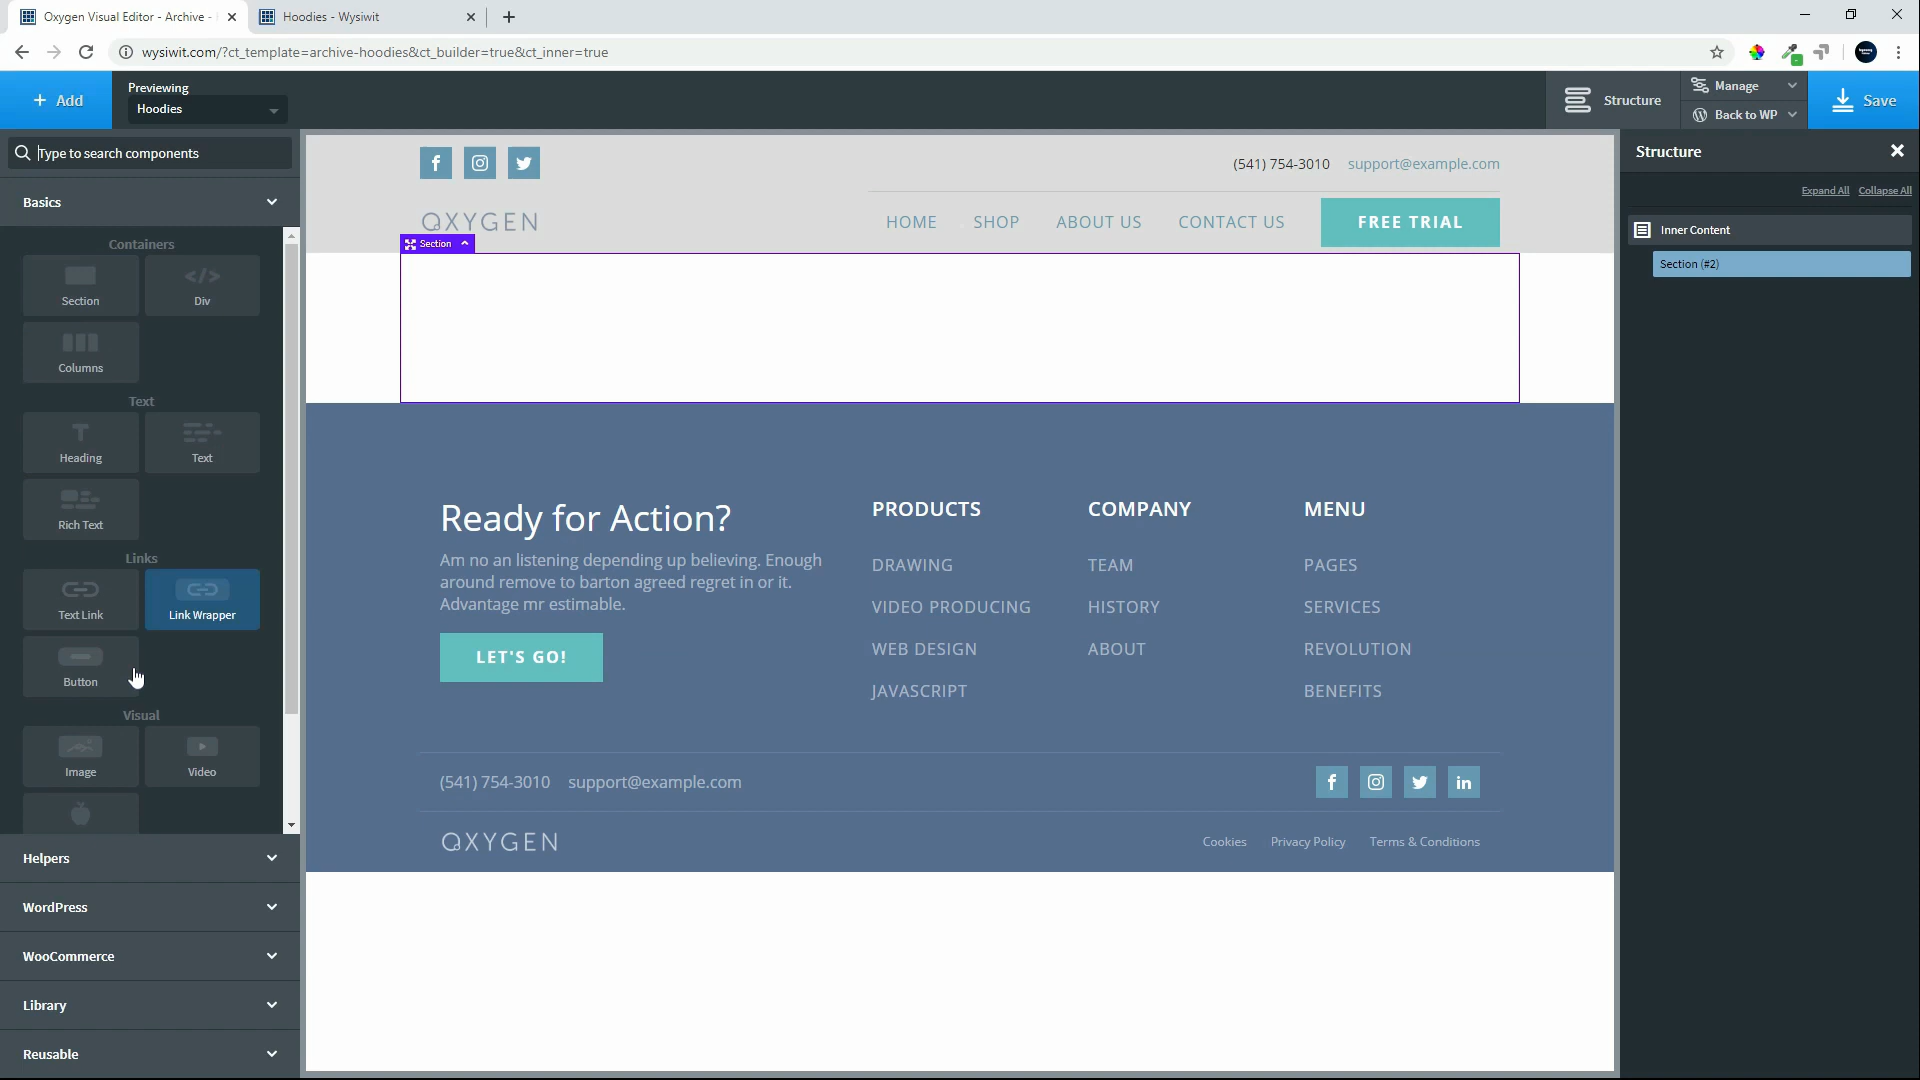 Oxygen Visual Editor - Archive -
Hoodies - Wysiwit
wysiwit.com/?ct_template=archive-hoodies&ct_builder=true&ct_inner=true
+ Add
Previewing
Hoodies
Structure
Manage
Back to WP
Save
Type to search components
Basics
Containers
Section
Div
Columns
Text
Heading
Text
Rich Text
Links
Text Link
Link Wrapper
Button
Visual
Image
Video
Helpers
WordPress
WooCommerce
Library
Reusable
(541) 754-3010 support@example.com
OXYGEN
HOME SHOP ABOUT US CONTACT US FREE TRIAL
Section
Ready for Action?
Am no an listening depending up believing. Enough
around remove to barton agreed regret in or it.
Advantage mr estimable.
LET'S GO!
PRODUCTS
DRAWING
VIDEO PRODUCING
WEB DESIGN
JAVASCRIPT
COMPANY
TEAM
HISTORY
ABOUT
MENU
PAGES
SERVICES
REVOLUTION
BENEFITS
(541) 754-3010 support@example.com
OXYGEN
Cookies Privacy Policy Terms & Conditions
Structure
Expand All Collapse All
Inner Content
Section (#2)